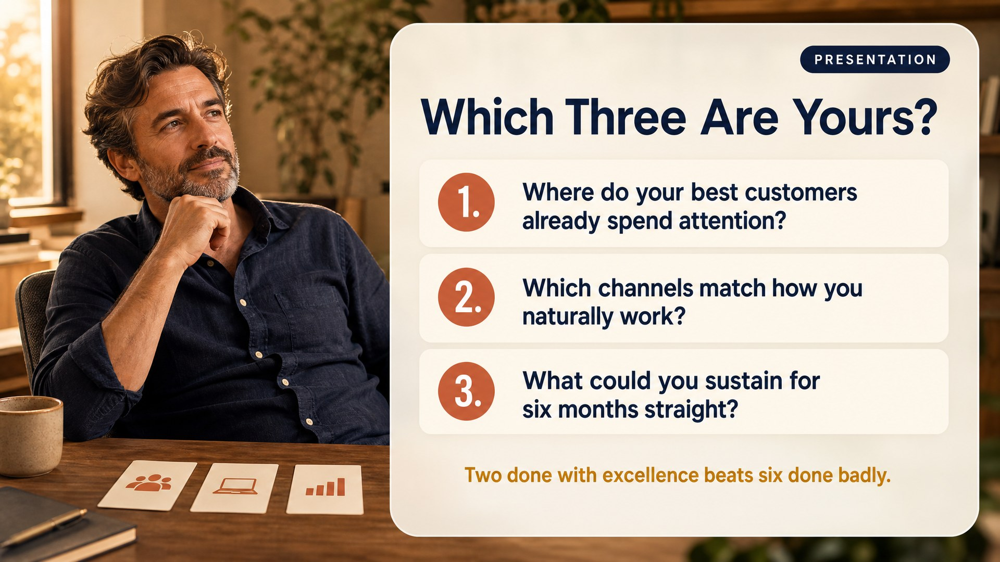 PRESENTATION
Which Three Are Yours?
1.
Where do your best customers
already spend attention?
2.
Which channels match how you
naturally work?
3.
What could you sustain for
six months straight?
Two done with excellence beats six done badly.